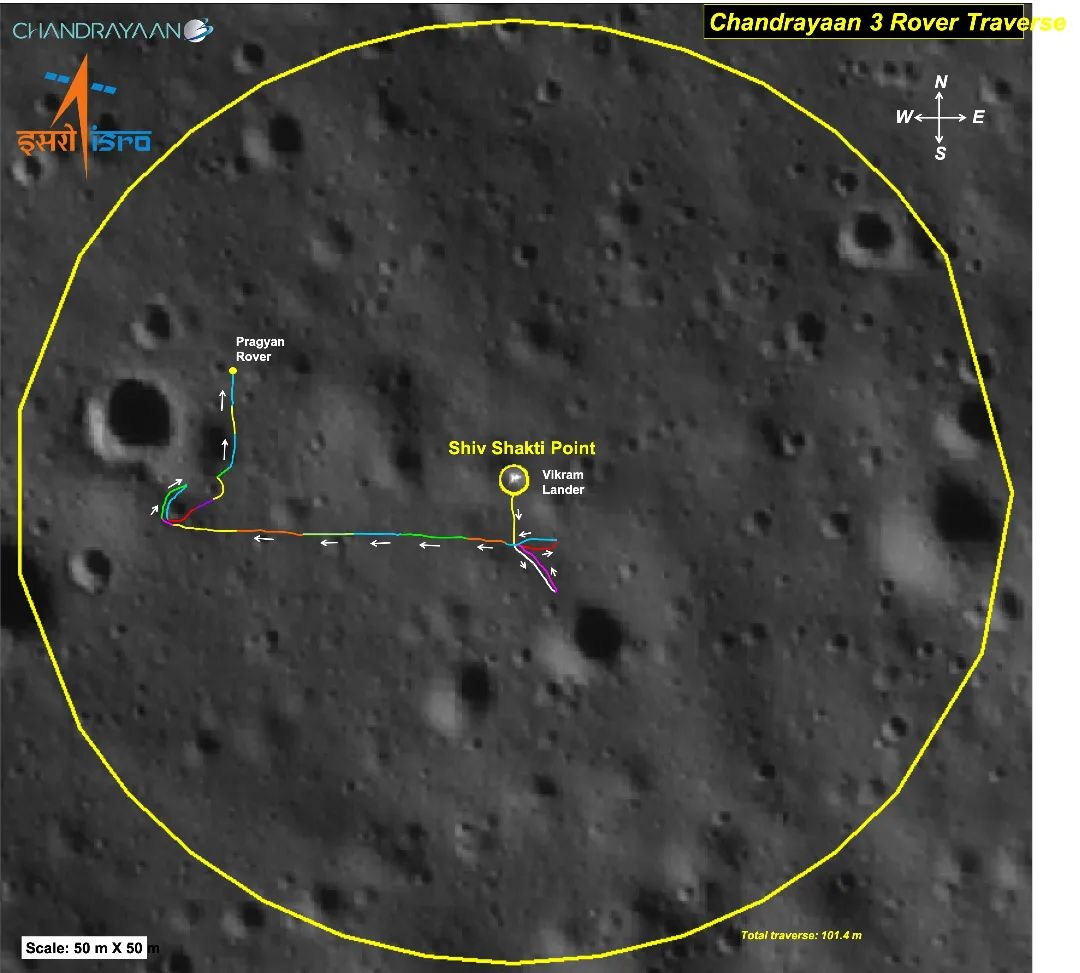 CHANDRAYAAN 3
Chandrayaan 3 Rover Traverse
इसरो isro
N
W E
S
Pragyan
Rover
Shiv Shakti Point
Vikram
Lander
Total traverse: 101.4 m
Scale: 50 m X 50 m